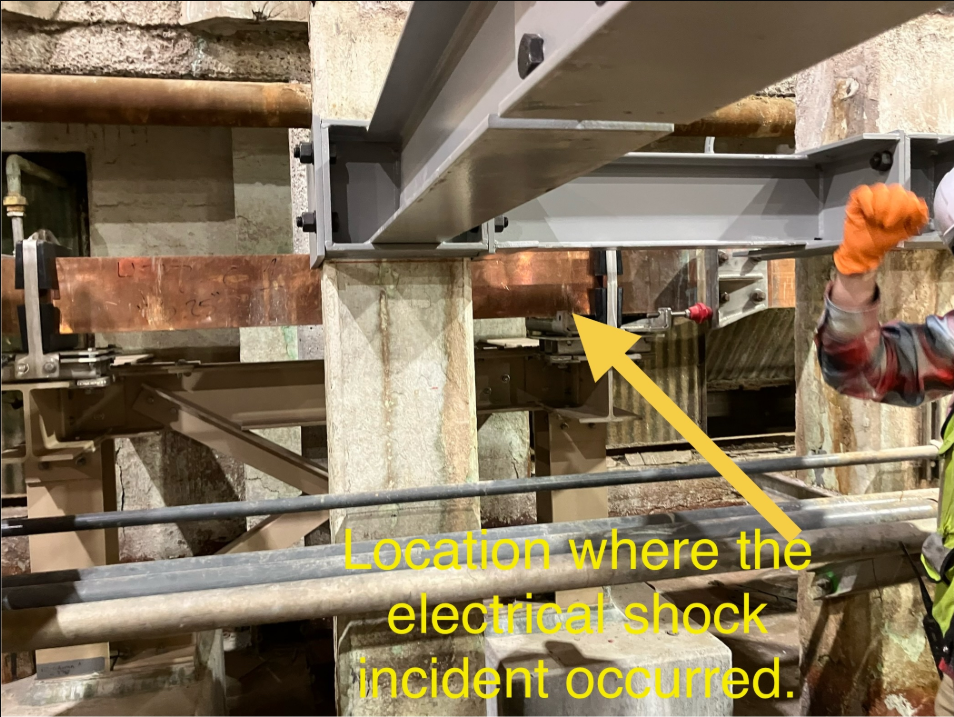 Location where the
electrical shock
incident occurred.